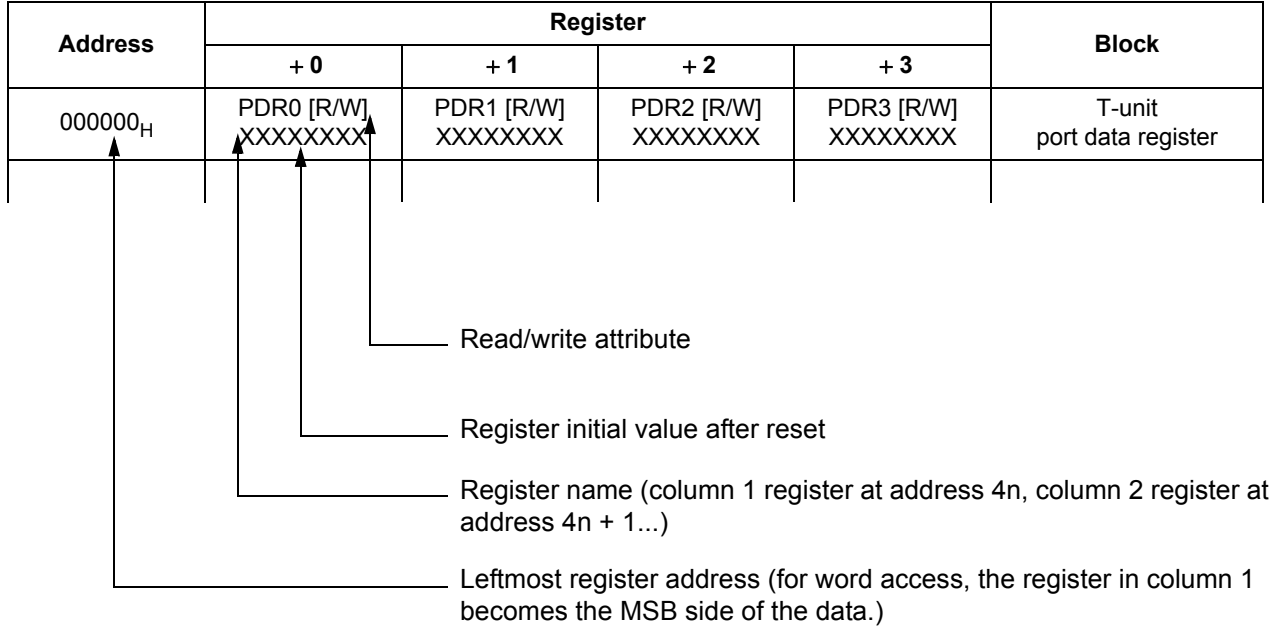 Address Register Block
+ 0 + 1 + 2 + 3
000000H PDR0 [R/W] PDR1 [R/W] PDR2 [R/W] PDR3 [R/W] T-unit
XXXXXXXX XXXXXXXX XXXXXXXX XXXXXXXX port data register
Read/write attribute
Register initial value after reset
Register name (column 1 register at address 4n, column 2 register at
address 4n + 1...)
Leftmost register address (for word access, the register in column 1
becomes the MSB side of the data.)